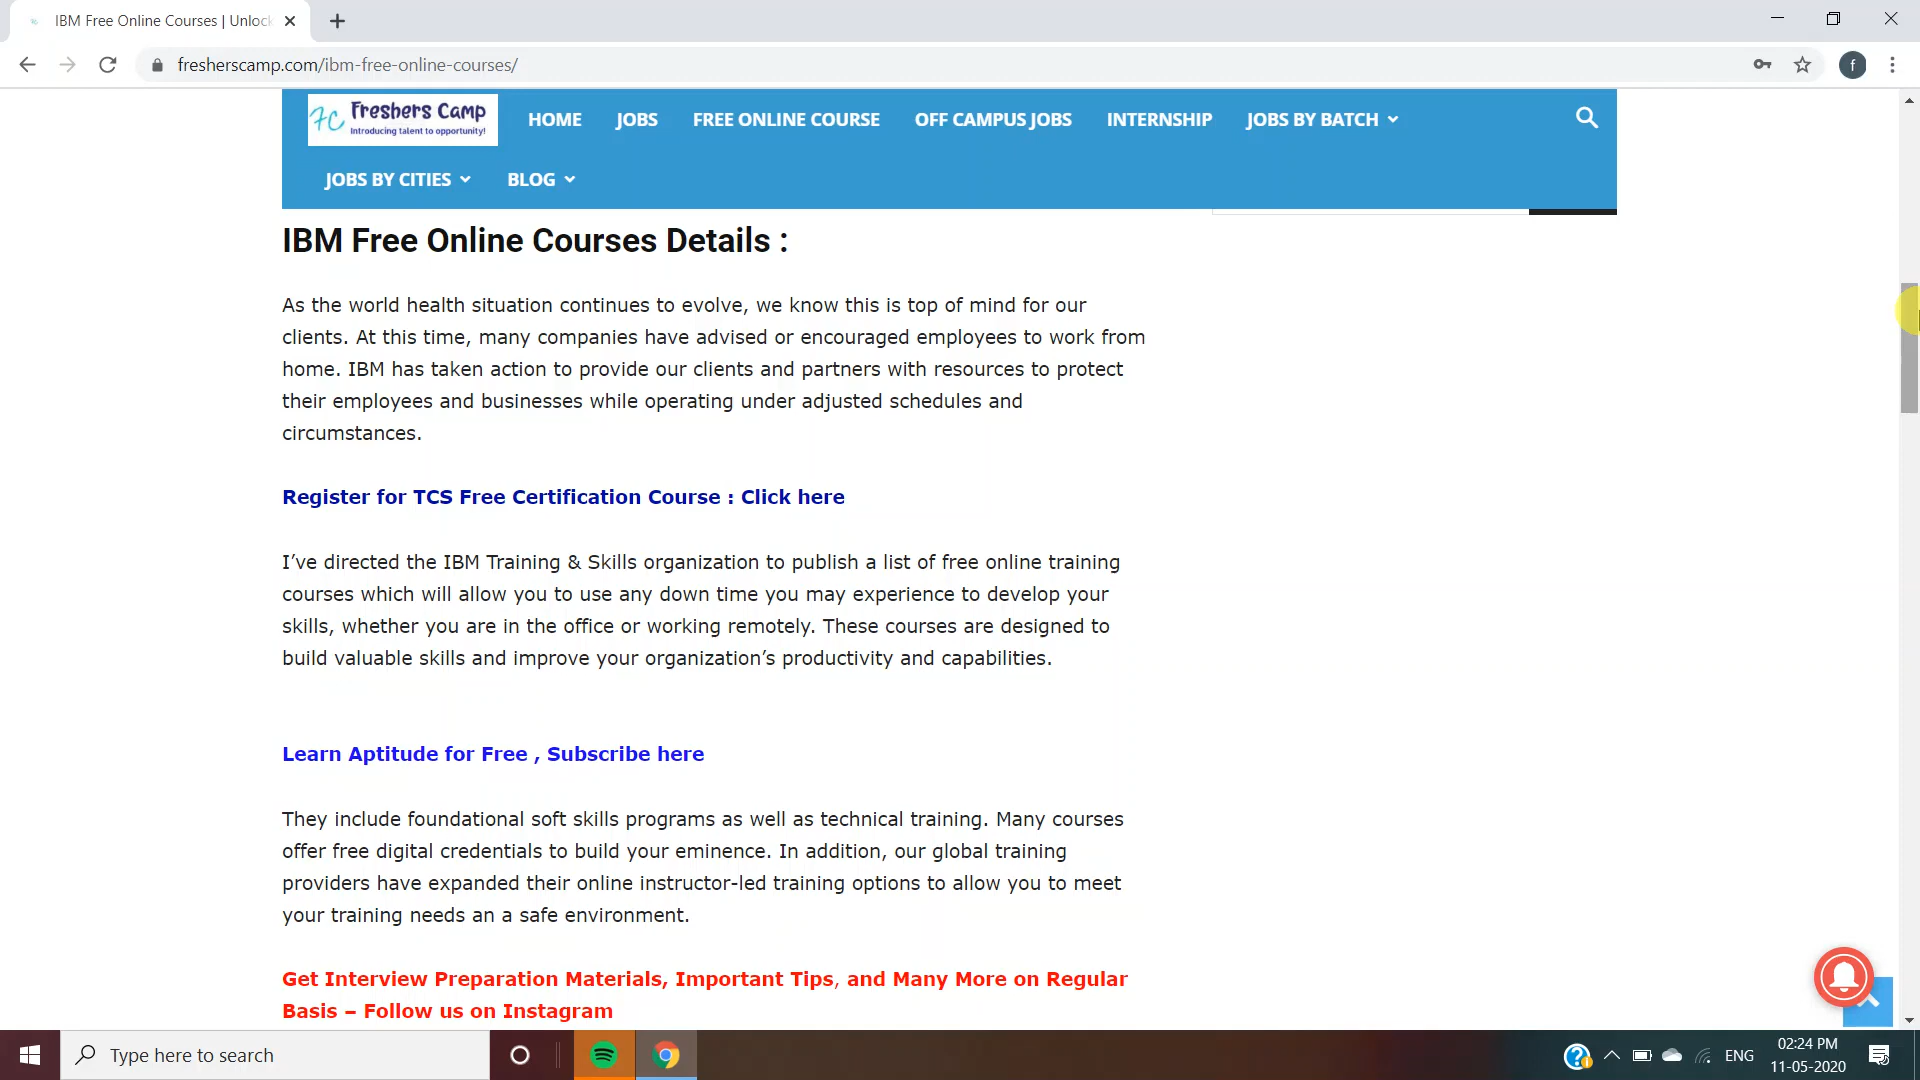 IBM Free Online Courses | Unlock
fresherscamp.com/ibm-free-online-courses/
f
FC Freshers Camp
Introducing talent to opportunity!
HOME JOBS FREE ONLINE COURSE OFF CAMPUS JOBS INTERNSHIP JOBS BY BATCH
JOBS BY CITIES BLOG
IBM Free Online Courses Details :
As the world health situation continues to evolve, we know this is top of mind for our
clients. At this time, many companies have advised or encouraged employees to work from
home. IBM has taken action to provide our clients and partners with resources to protect
their employees and businesses while operating under adjusted schedules and
circumstances.
Register for TCS Free Certification Course : Click here
I’ve directed the IBM Training & Skills organization to publish a list of free online training
courses which will allow you to use any down time you may experience to develop your
skills, whether you are in the office or working remotely. These courses are designed to
build valuable skills and improve your organization’s productivity and capabilities.
Learn Aptitude for Free , Subscribe here
They include foundational soft skills programs as well as technical training. Many courses
offer free digital credentials to build your eminence. In addition, our global training
providers have expanded their online instructor-led training options to allow you to meet
your training needs an a safe environment.
Get Interview Preparation Materials, Important Tips, and Many More on Regular
Basis – Follow us on Instagram
Type here to search
ENG
02:24 PM
11-05-2020